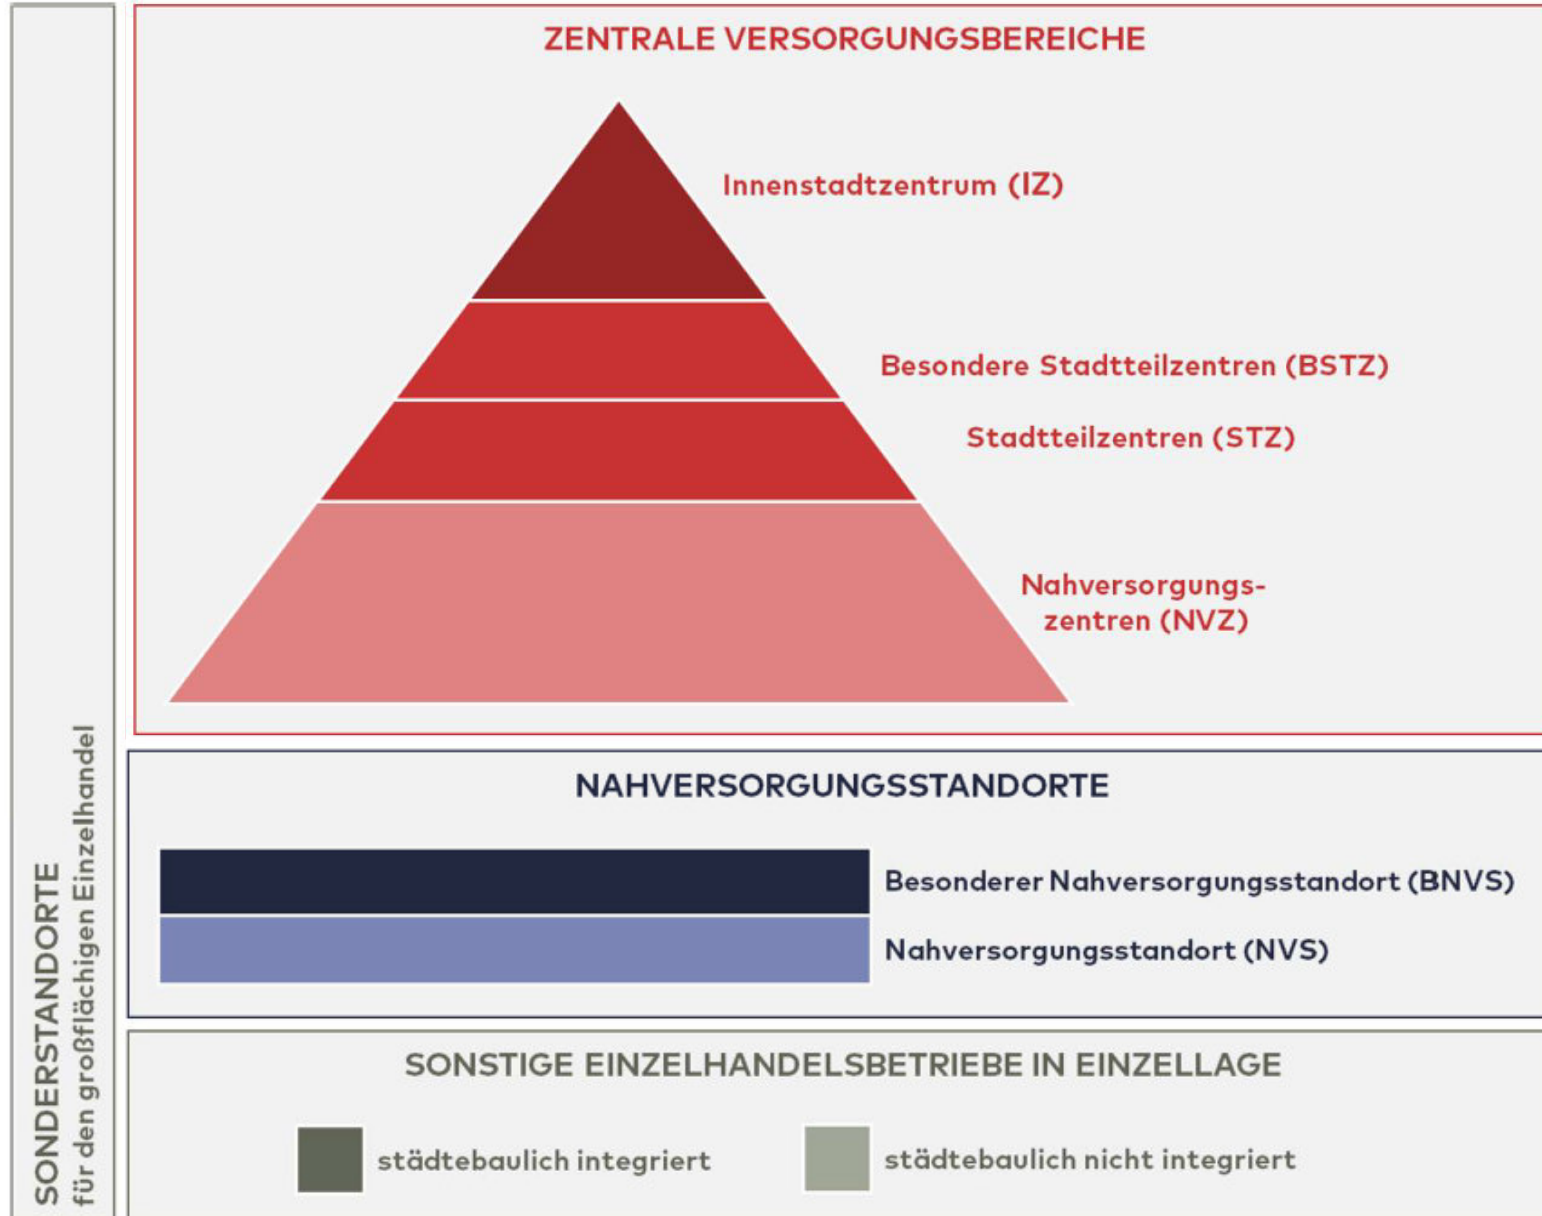 ZENTRALE VERSORGUNGSBEREICHE
Innenstadtzentrum (IZ)
Besondere Stadtteilzentren (BSTZ)
Stadtteilzentren (STZ)
Nahversorgungs-
zentren (NVZ)
NAHVERSORGUNGSSTANDORTE
Besonderer Nahversorgungsstandort (BNVS)
Nahversorgungsstandort (NVS)
SONSTIGE EINZELHANDELSBETRIEBE IN EINZELLAGE
städtebaulich integriert
städtebaulich nicht integriert
SONDERSTANDORTE
für den großflächigen Einzelhandel